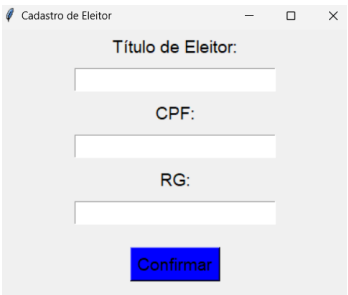 Cadastro de Eleitor
Título de Eleitor:
CPF:
RG:
Confirmar